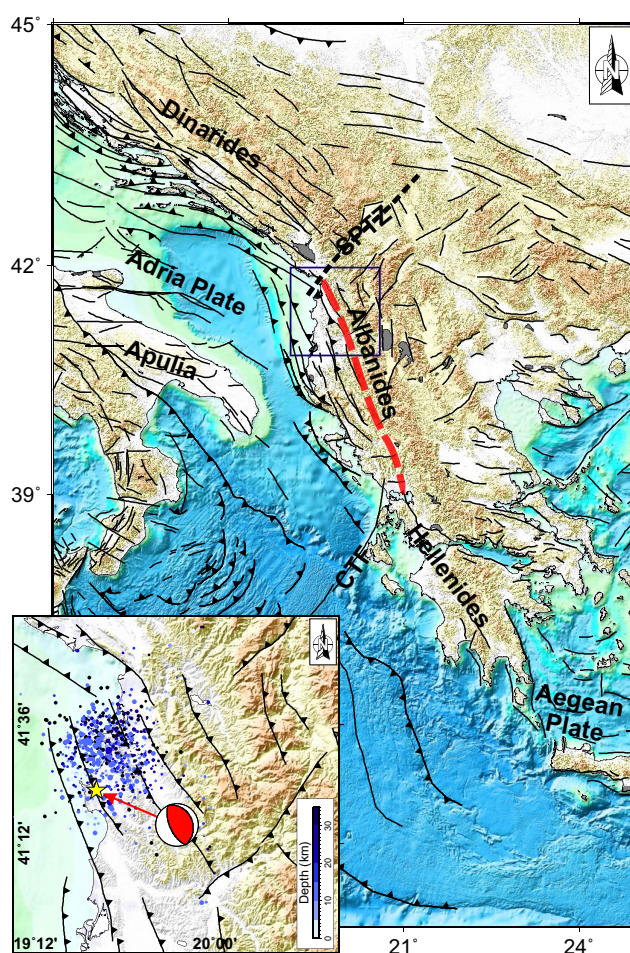 45°
N
Dinarides
SPTZ
42°
Adria Plate
Albanides
Apulia
39°
CTF
Hellenides
Aegean
Plate
N
41°36'
41°12'
Depth (km)
0
10
20
30
19°12'
20°00'
21°
24°